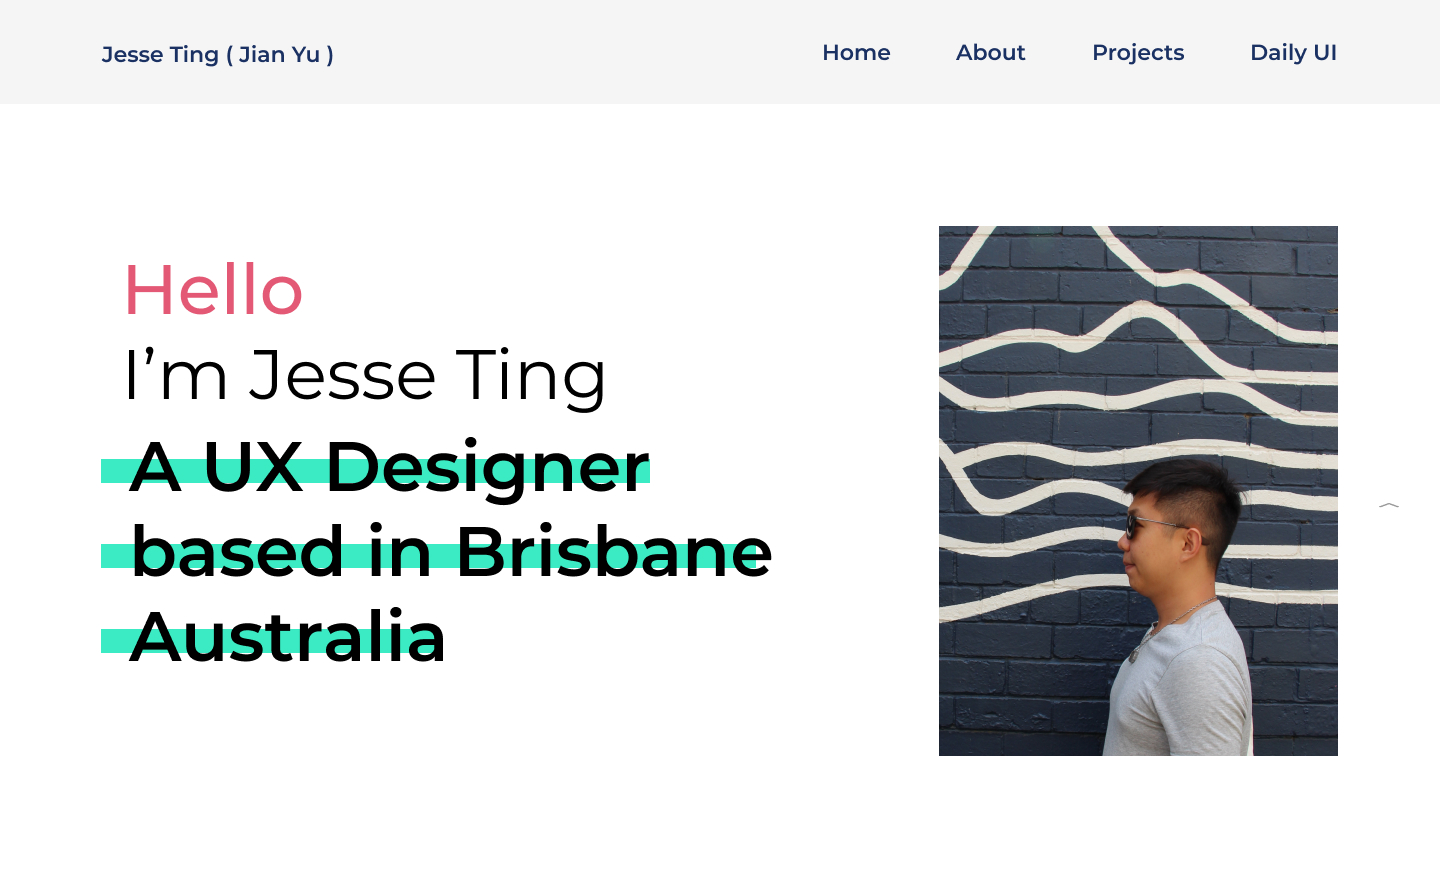 Jesse Ting ( Jian Yu )
Home About Projects Daily UI
Hello
I’m Jesse Ting
A UX Designer
based in Brisbane
Australia